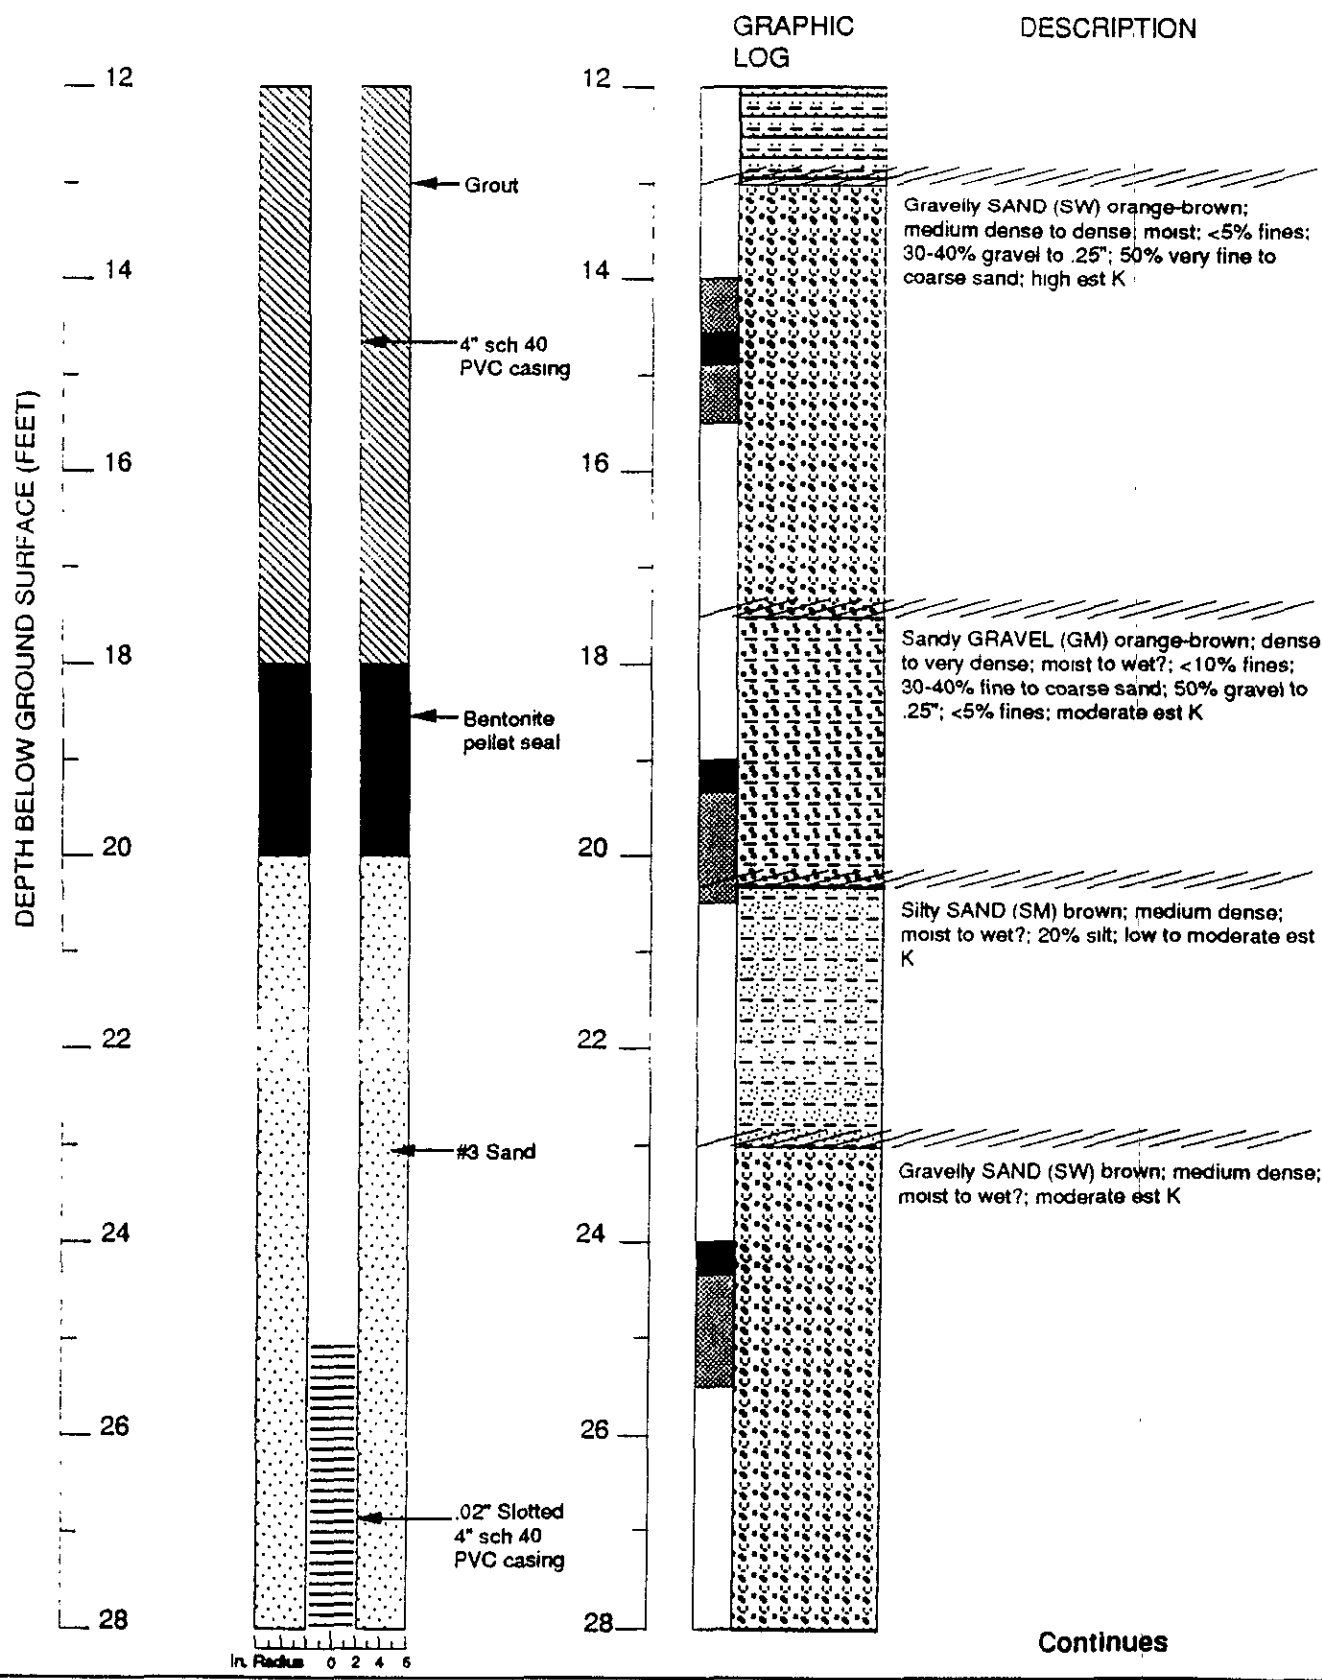 GRAPHIC
LOG
DESCRIPTION
DEPTH BELOW GROUND SURFACE (FEET)
12
14
16
18
20
22
24
26
28
Grout
4" sch 40
PVC casing
Bentonite
pellet seal
#3 Sand
.02" Slotted
4" sch 40
PVC casing
In. Radius 0 2 4 6
12
14
16
18
20
22
24
26
28
Gravelly SAND (SW) orange-brown;
medium dense to dense; moist; <5% fines;
30-40% gravel to .25"; 50% very fine to
coarse sand; high est K
Sandy GRAVEL (GM) orange-brown; dense
to very dense; moist to wet?; <10% fines;
30-40% fine to coarse sand; 50% gravel to
.25"; <5% fines; moderate est K
Silty SAND (SM) brown; medium dense;
moist to wet?; 20% silt; low to moderate est
K
Gravelly SAND (SW) brown; medium dense;
moist to wet?; moderate est K
Continues